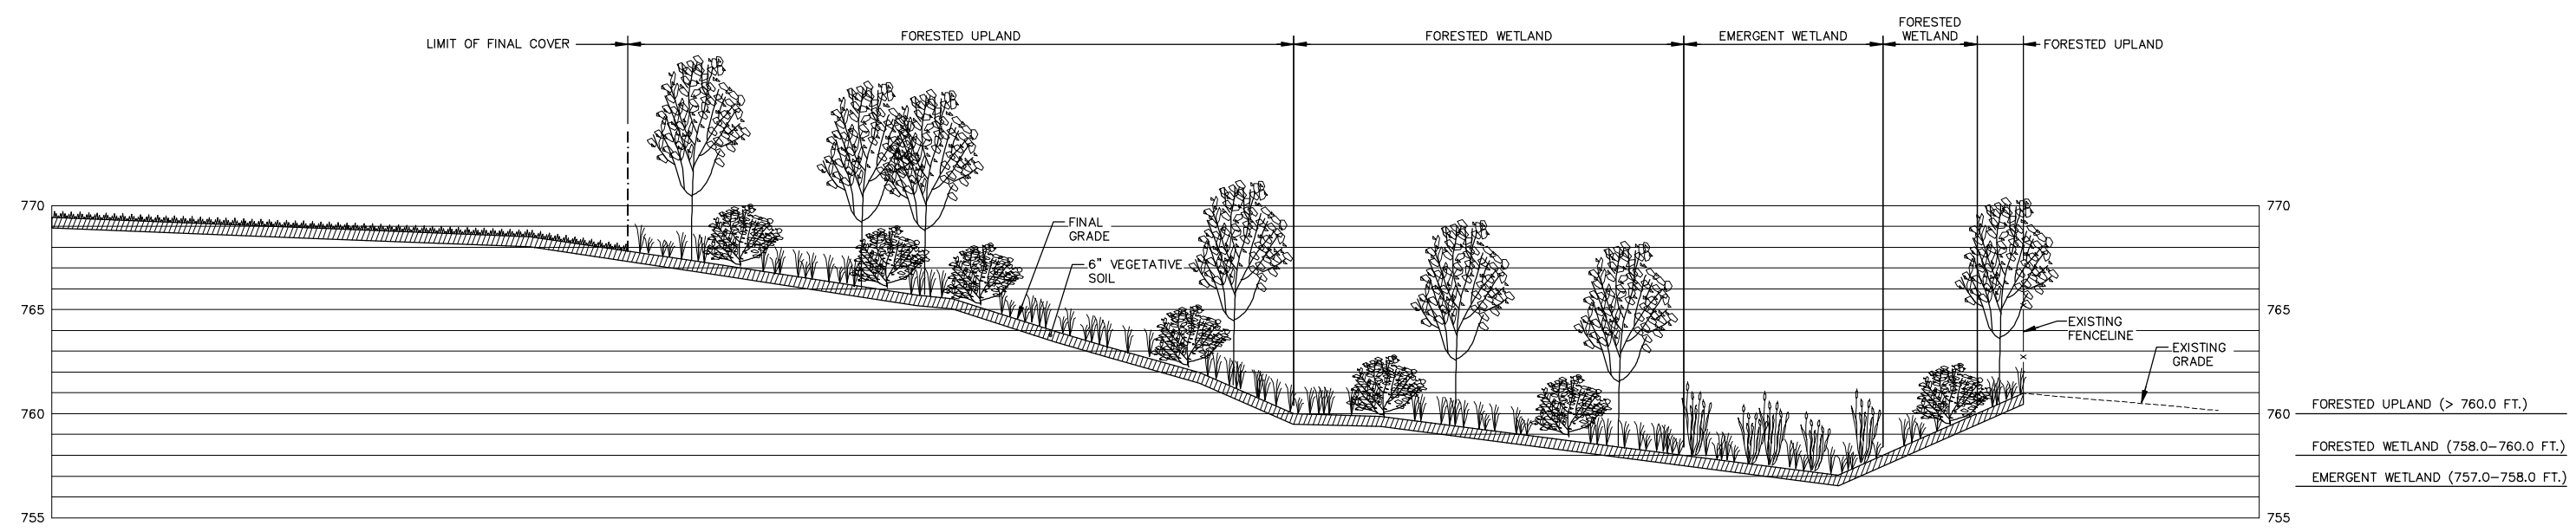 FORESTED
WETLAND
LIMIT OF FINAL COVER
FORESTED UPLAND
FORESTED WETLAND
EMERGENT WETLAND
FORESTED UPLAND
770
770
FINAL
GRADE
6" VEGETATIVE
SOIL
765
765
EXISTING
FENCELINE
x
EXISTING
GRADE
760
760
FORESTED UPLAND (> 760.0 FT.)
FORESTED WETLAND (758.0–760.0 FT.)
EMERGENT WETLAND (757.0–758.0 FT.)
755
755